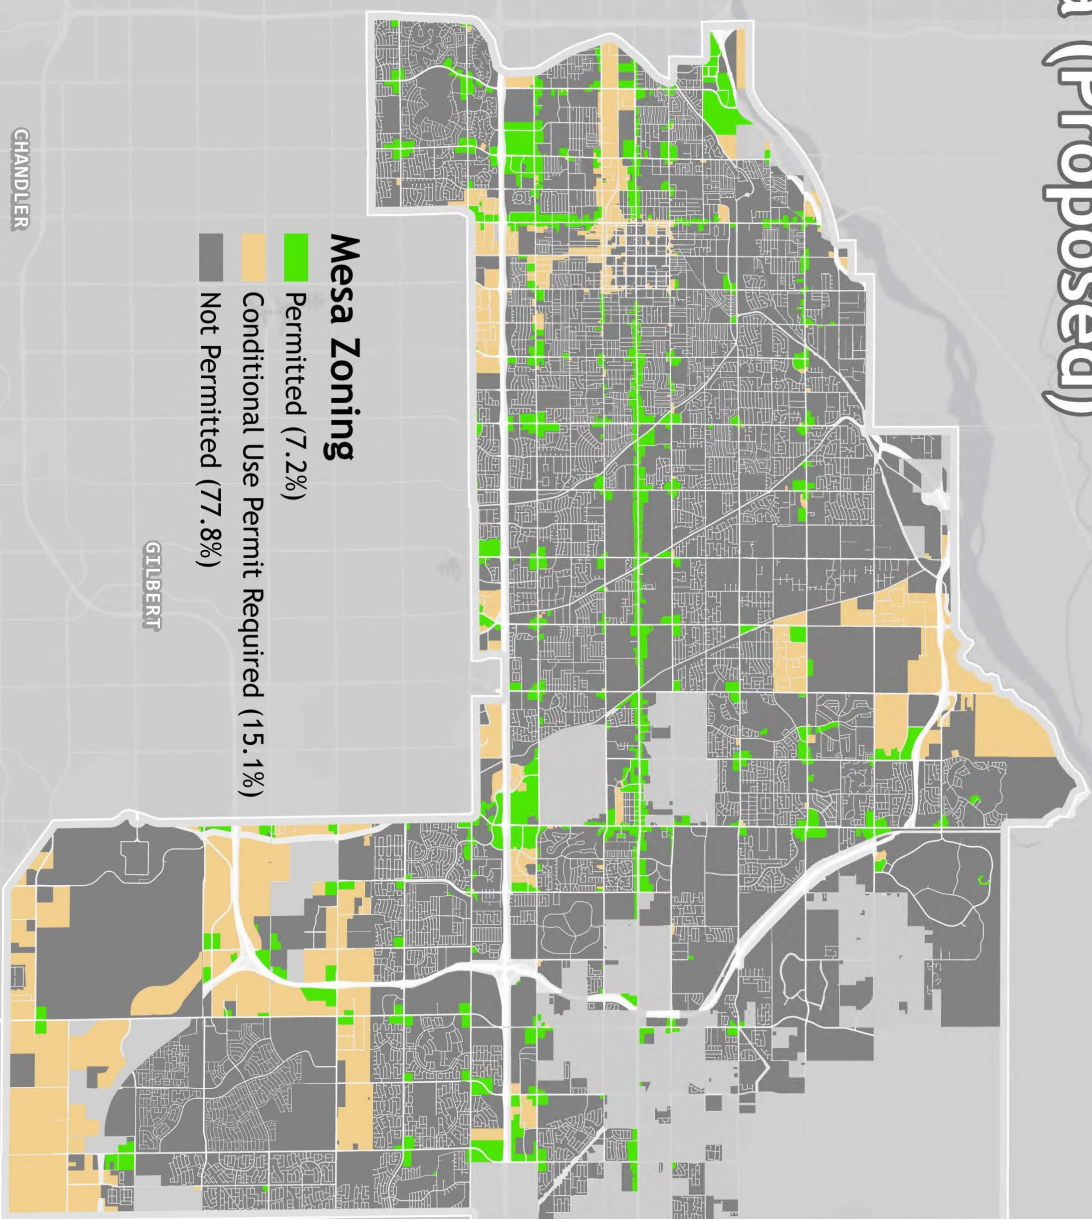 (Proposed)
Mesa Zoning
Permitted (7.2%)
Conditional Use Permit Required (15.1%)
Not Permitted (77.8%)
CHANDLER
GILBERT